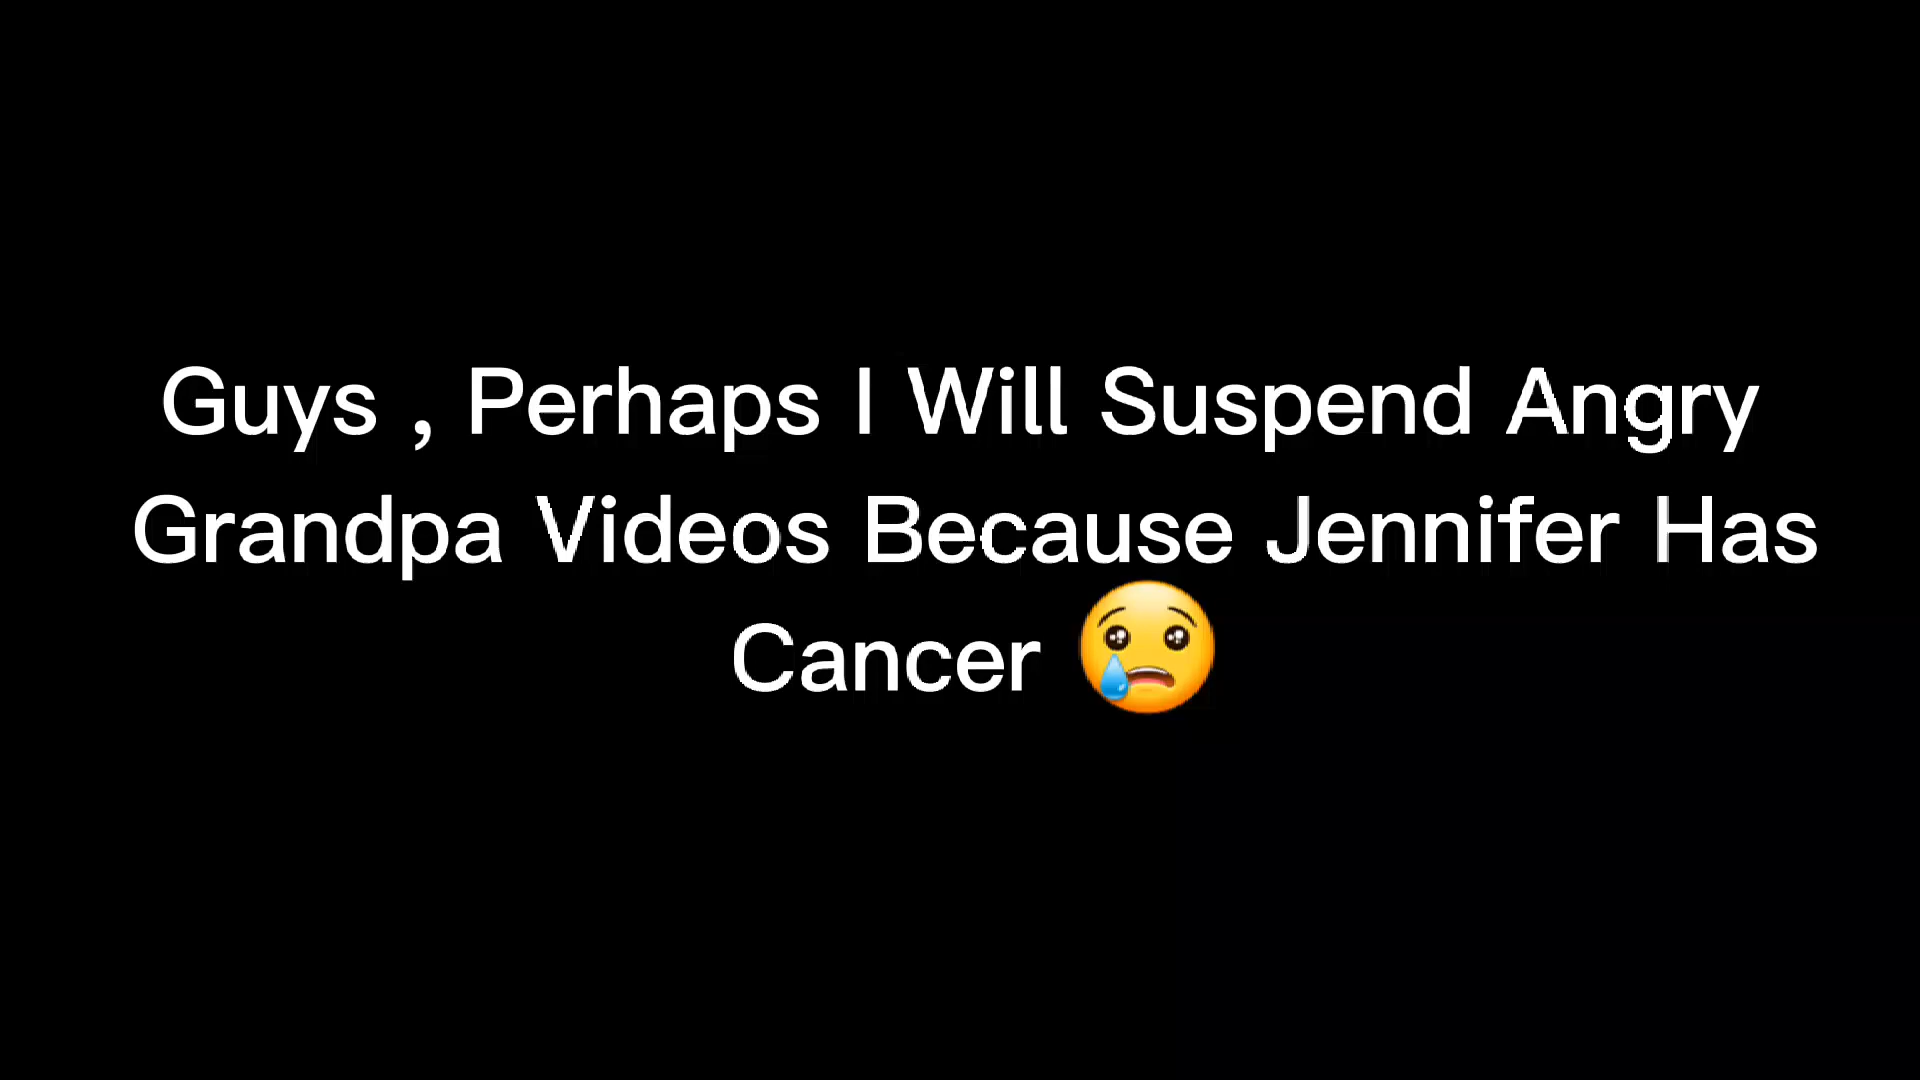 Guys , Perhaps I Will Suspend Angry
Grandpa Videos Because Jennifer Has
Cancer 😢